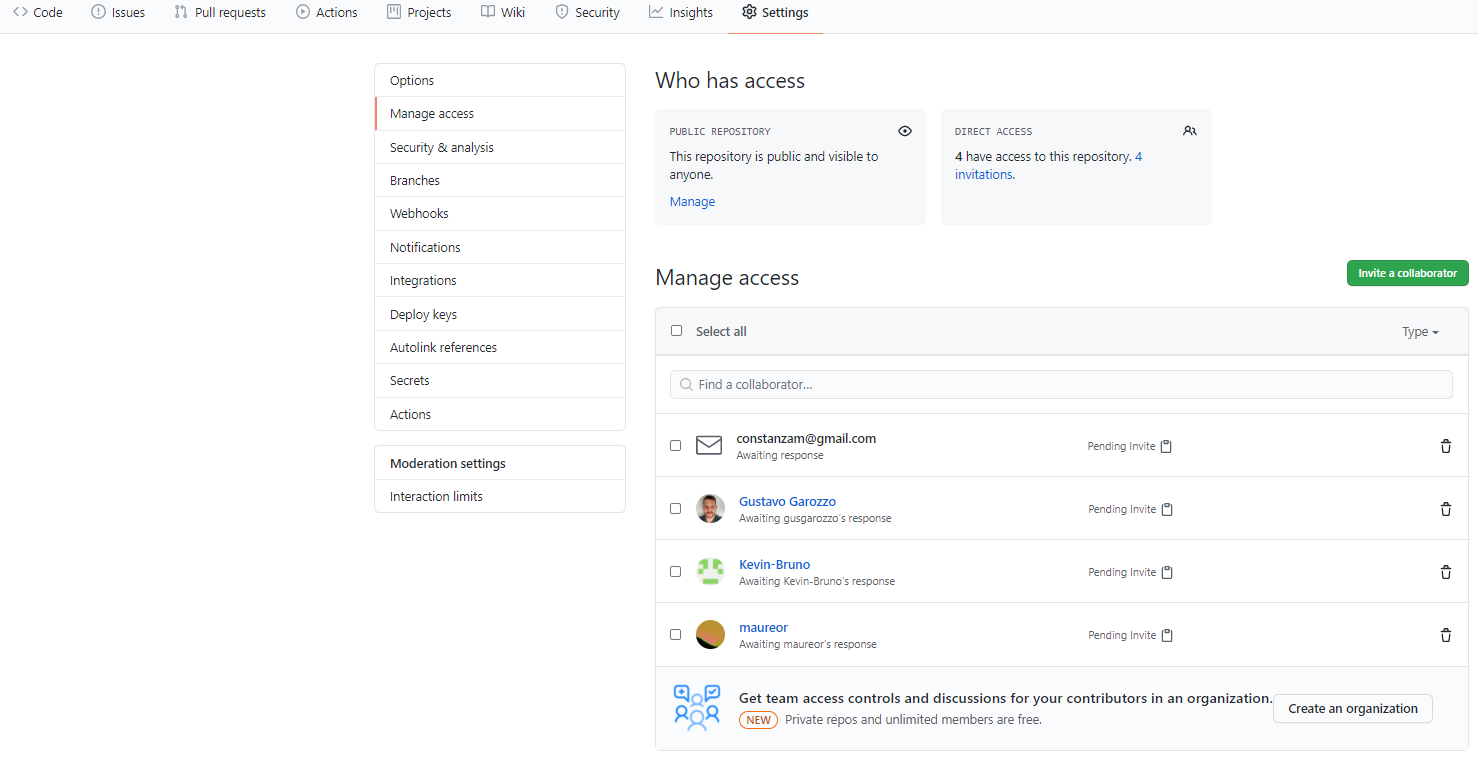 Code Issues Pull requests Actions Projects Wiki Security Insights Settings
Options
Manage access
Security & analysis
Branches
Webhooks
Notifications
Integrations
Deploy keys
Autolink references
Secrets
Actions
Moderation settings
Interaction limits
Who has access
PUBLIC REPOSITORY
This repository is public and visible to
anyone.
Manage
DIRECT ACCESS
4 have access to this repository. 4
invitations.
Manage access
Invite a collaborator
Select all Type
Find a collaborator...
constanzam@gmail.com
Awaiting response
Pending Invite
Gustavo Garozzo
Awaiting gusgarozzo's response
Pending Invite
Kevin-Bruno
Awaiting Kevin-Bruno's response
Pending Invite
maureor
Awaiting maureor's response
Pending Invite
Get team access controls and discussions for your contributors in an organization.
NEW Private repos and unlimited members are free.
Create an organization